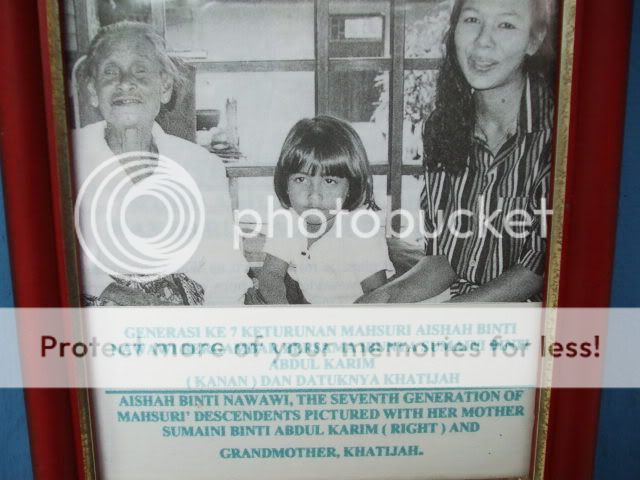 photobucket
GENERASI KE 7 KETURUNAN MAHSURI AISHAH BINTI
Protect more of your memories for less!
ABDUL KARIM
( KANAN ) DAN DATUKNYA KHATIJAH
AISHAH BINTI NAWAWI, THE SEVENTH GENERATION OF
MAHSURI' DESCENDENTS PICTURED WITH HER MOTHER
SUMAINI BINTI ABDUL KARIM ( RIGHT ) AND
GRANDMOTHER, KHATIJAH.